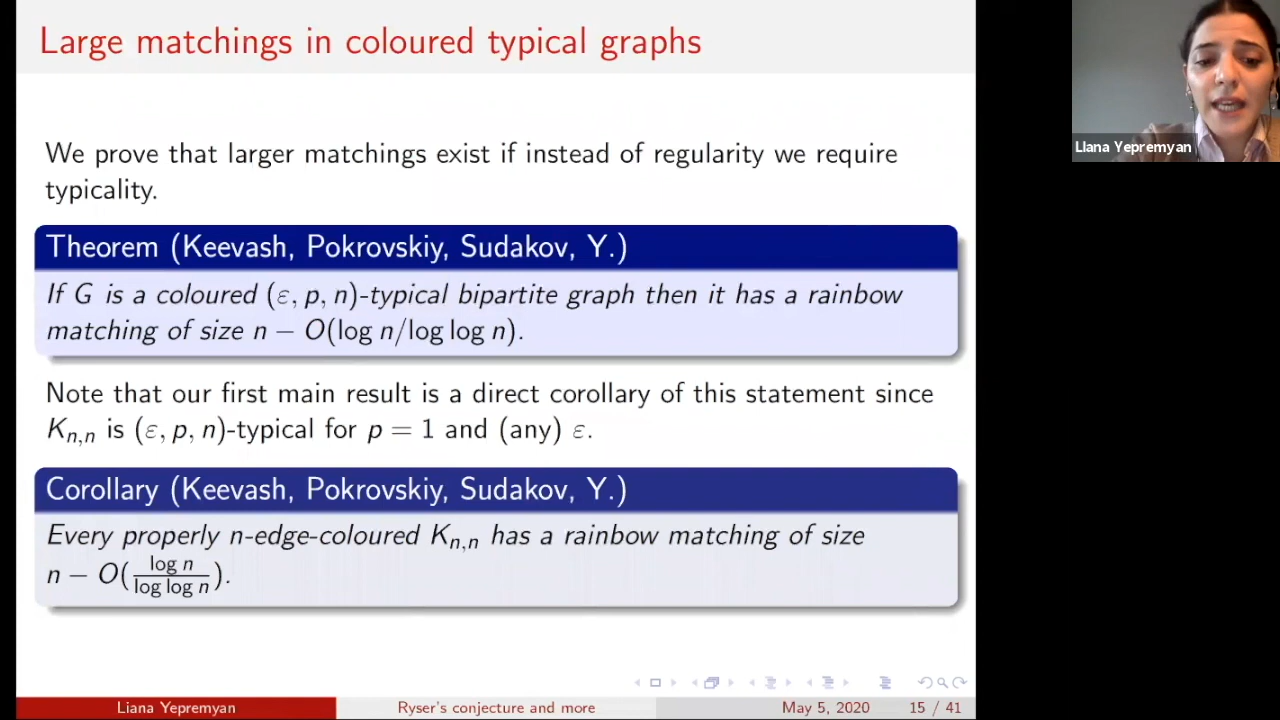 Large matchings in coloured typical graphs
We prove that larger matchings exist if instead of regularity we require
typicality.
Theorem (Keevash, Pokrovskiy, Sudakov, Y.)
If G is a coloured (ε, p, n)-typical bipartite graph then it has a rainbow
matching of size n − O(log n/log log n).
Note that our first main result is a direct corollary of this statement since
Kn,n is (ε, p, n)-typical for p = 1 and (any) ε.
Corollary (Keevash, Pokrovskiy, Sudakov, Y.)
Every properly n-edge-coloured Kn,n has a rainbow matching of size
n − O(log n / log log n).
Liana Yepremyan Ryser's conjecture and more May 5, 2020 15 / 41
LIana Yepremyan